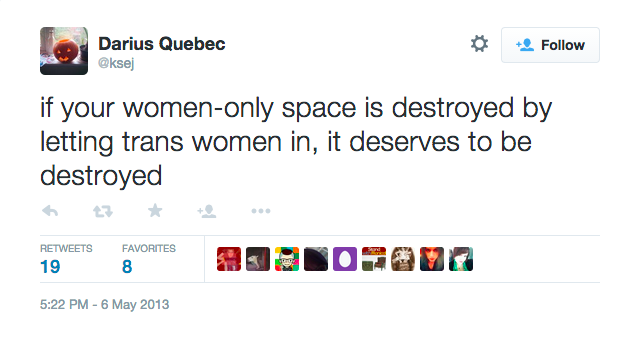 Darius Quebec
@ksej
Follow
if your women-only space is destroyed by
letting trans women in, it deserves to be
destroyed
RETWEETS
FAVORITES
19
8
5:22 PM - 6 May 2013